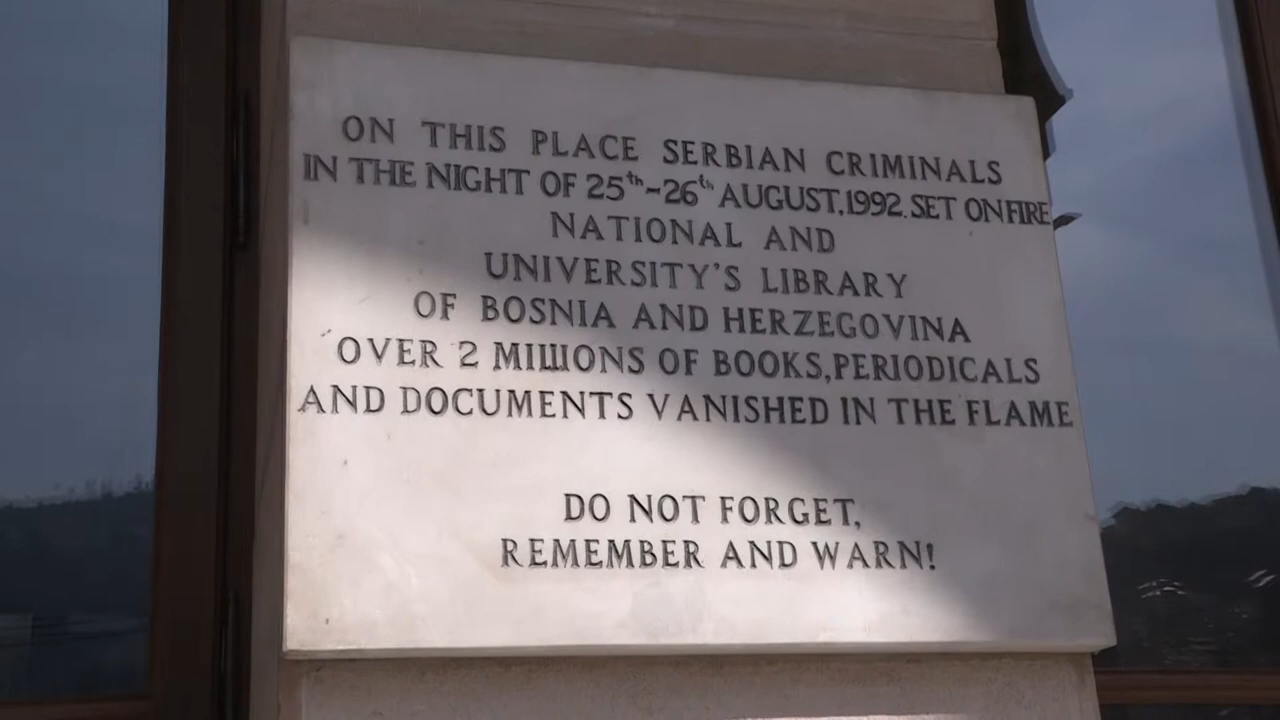 ON THIS PLACE SERBIAN CRIMINALS
IN THE NIGHT OF 25th-26th AUGUST, 1992. SET ON FIRE
NATIONAL AND
UNIVERSITY'S LIBRARY
OF BOSNIA AND HERZEGOVINA
OVER 2 MILLIONS OF BOOKS, PERIODICALS
AND DOCUMENTS VANISHED IN THE FLAME
DO NOT FORGET,
REMEMBER AND WARN!